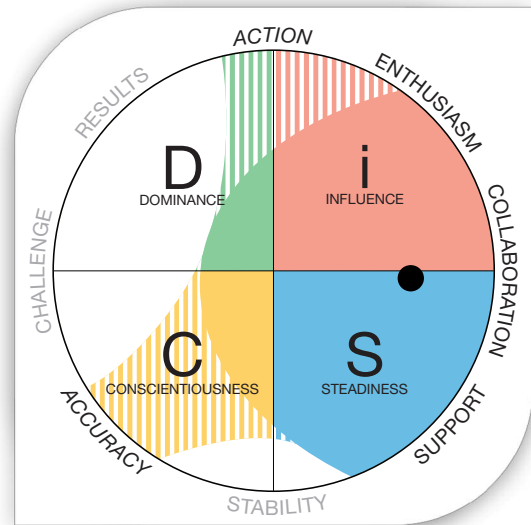 ACTION
ENTHUSIASM
RESULTS
D
DOMINANCE
i
INFLUENCE
COLLABORATION
CHALLENGE
C
CONSCIENTIOUSNESS
S
STEADINESS
ACCURACY
SUPPORT
STABILITY